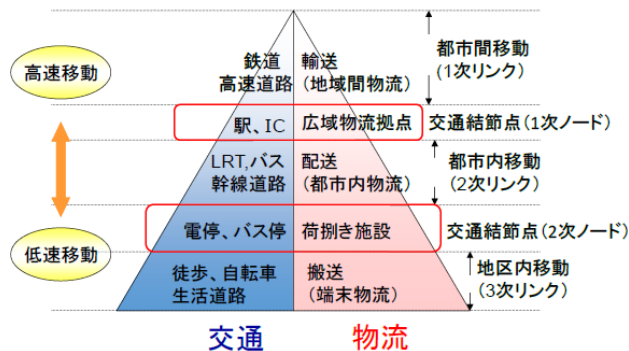 高速移動
低速移動
鉄道
高速道路
輸送
(地域間物流)
都市間移動
(1次リンク)
駅、IC
広域物流拠点
交通結節点(1次ノード)
LRT,バス
幹線道路
配送
(都市内物流)
都市内移動
(2次リンク)
電停、バス停
荷捌き施設
交通結節点(2次ノード)
徒歩、自転車
生活道路
搬送
(端末物流)
地区内移動
(3次リンク)
交通
物流